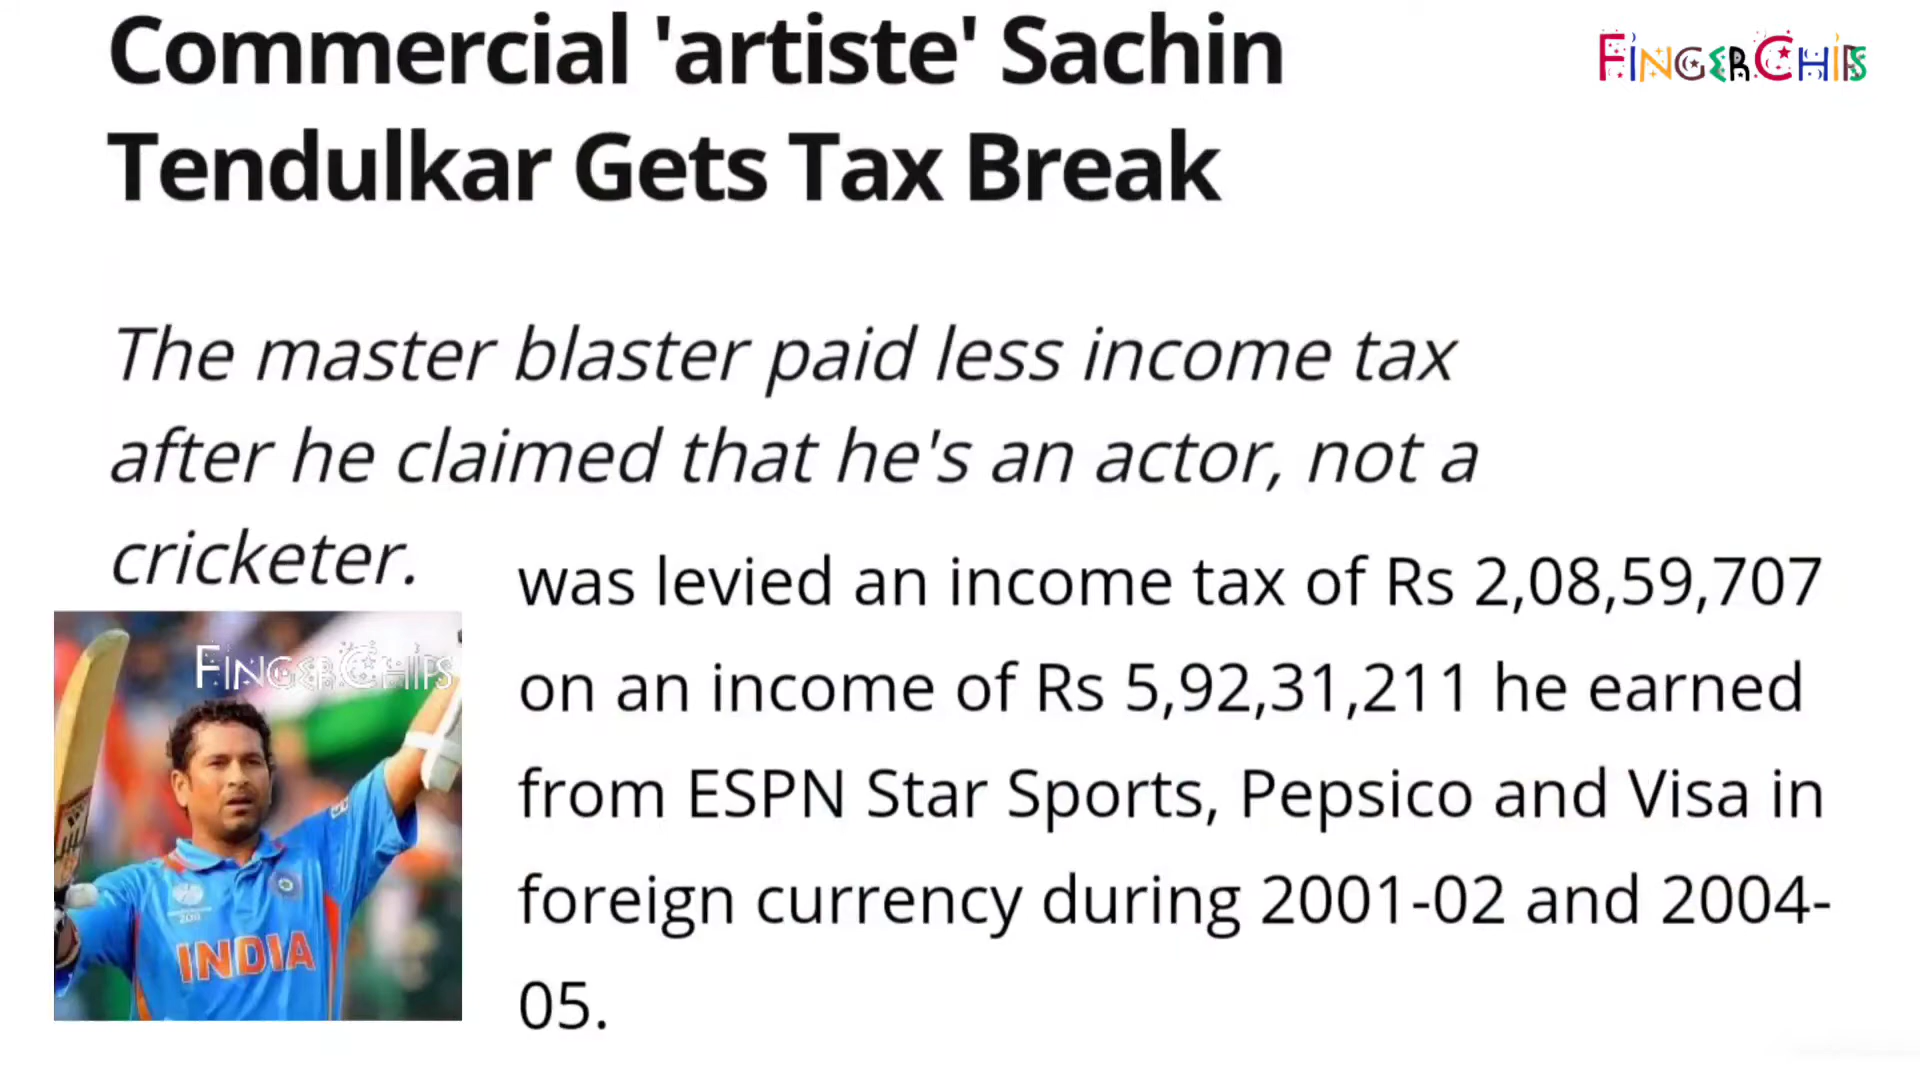 Commercial 'artiste' Sachin
Tendulkar Gets Tax Break
FINGERCHIPS
The master blaster paid less income tax
after he claimed that he's an actor, not a
cricketer.
was levied an income tax of Rs 2,08,59,707
on an income of Rs 5,92,31,211 he earned
from ESPN Star Sports, Pepsico and Visa in
foreign currency during 2001-02 and 2004-
05.
FINGERCHIPS
INDIA